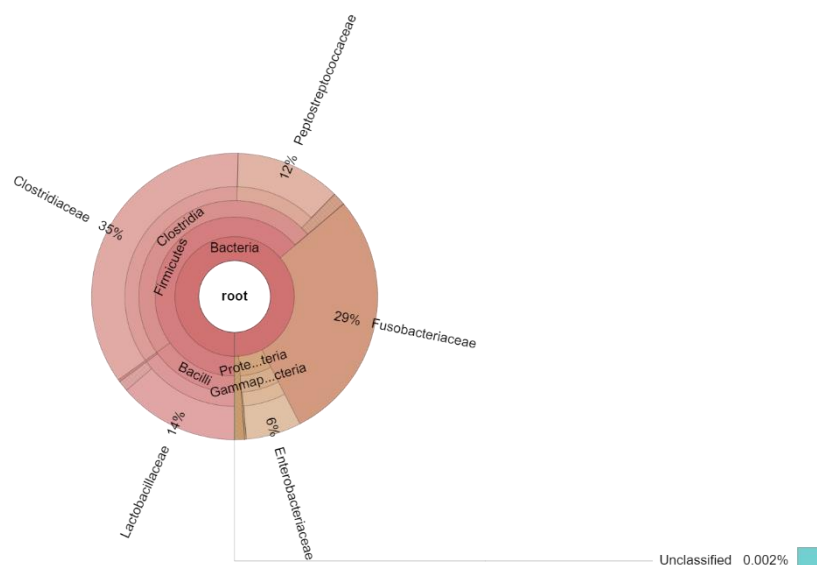 Peptostreptococcaceae
12%
Clostridiaceae
35%
Clostridia
Firmicutes
Bacteria
root
29% Fusobacteriaceae
Prote...teria
Gammap...cteria
Bacilli
14%
Lactobacillaceae
6%
Enterobacteriaceae
Unclassified 0.002%